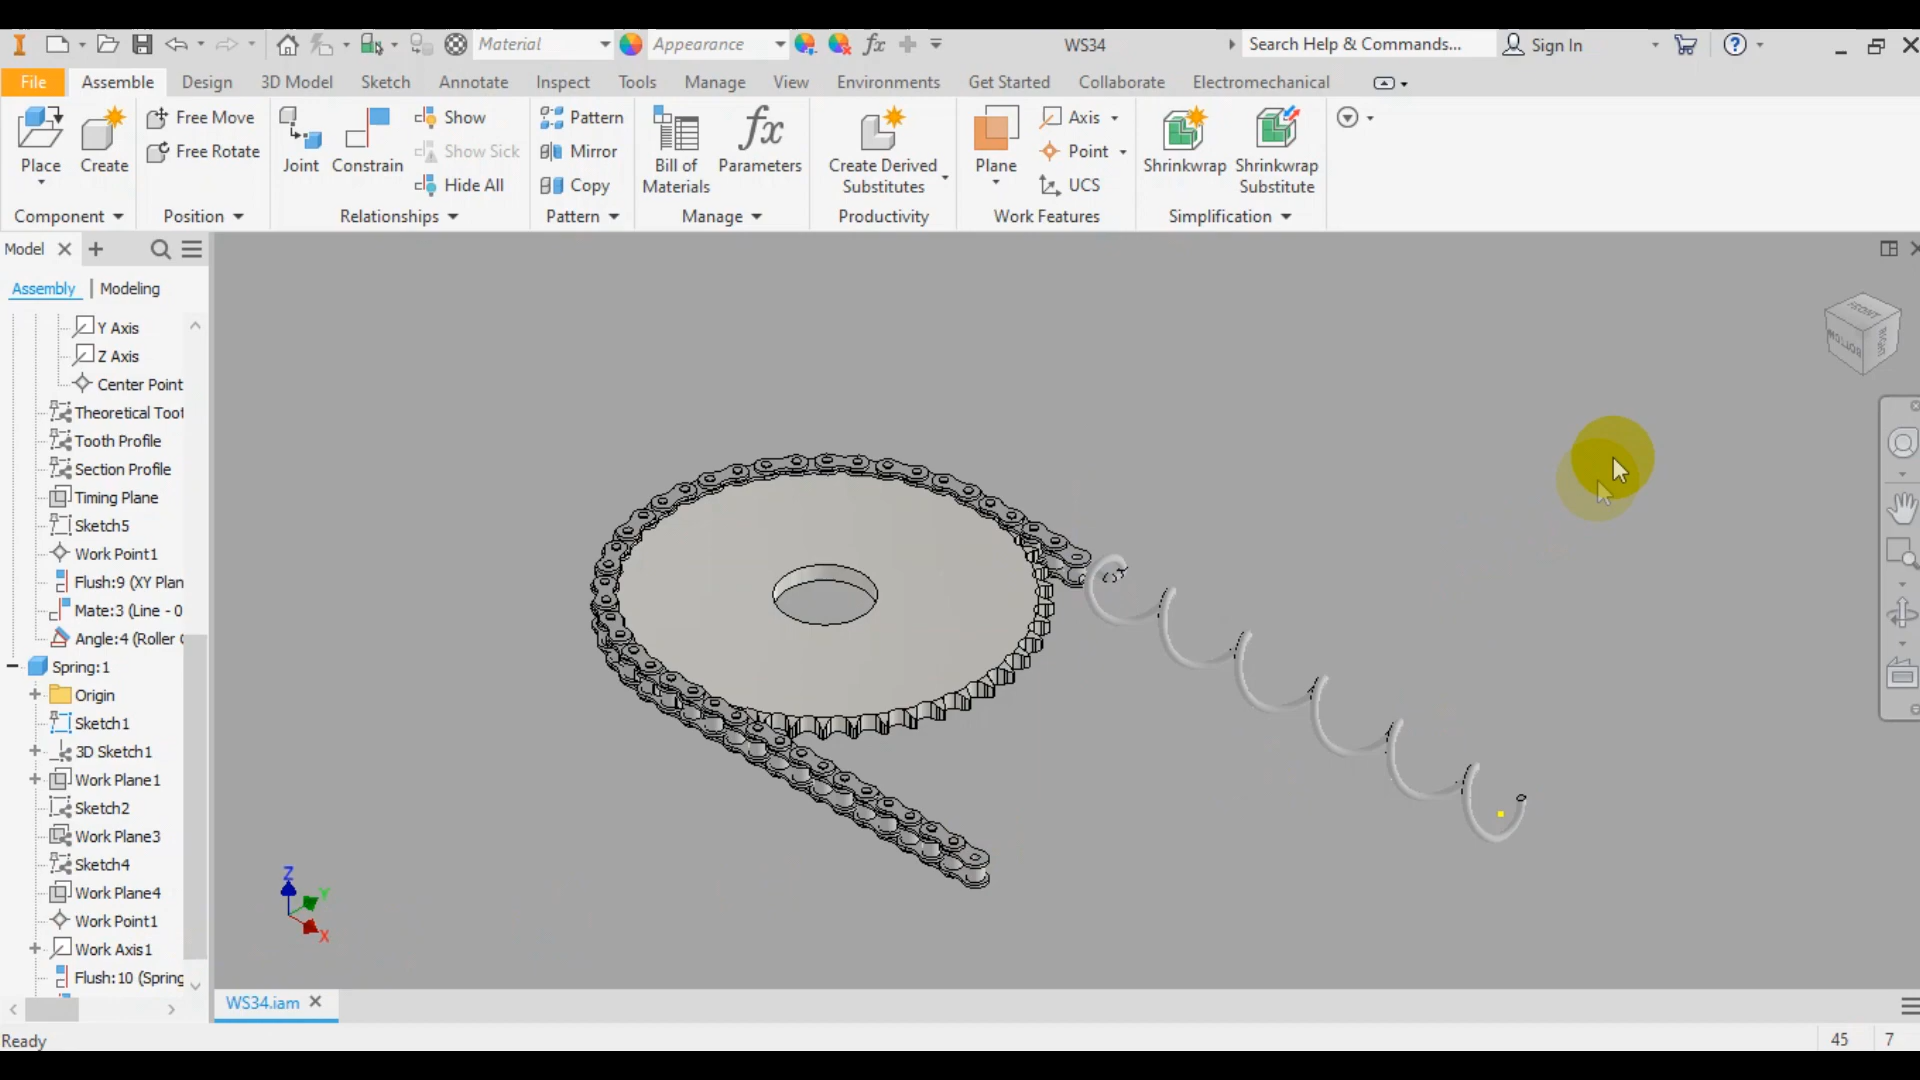 Material
Appearance
WS34
Search Help & Commands...
Sign In
File
Assemble
Design
3D Model
Sketch
Annotate
Inspect
Tools
Manage
View
Environments
Get Started
Collaborate
Electromechanical
Place
Create
Free Move
Free Rotate
Joint
Constrain
Show
Show Sick
Hide All
Pattern
Mirror
Copy
Bill of
Materials
Parameters
Create Derived
Substitutes
Plane
Axis
Point
UCS
Shrinkwrap
Shrinkwrap
Substitute
Component
Position
Relationships
Pattern
Manage
Productivity
Work Features
Simplification
Model
Assembly
Modeling
Y Axis
Z Axis
Center Point
Theoretical Toot
Tooth Profile
Section Profile
Timing Plane
Sketch5
Work Point1
Flush:9 (XY Plan
Mate:3 (Line - 0
Angle:4 (Roller C
Spring:1
Origin
Sketch1
3D Sketch1
Work Plane1
Sketch2
Work Plane3
Sketch4
Work Plane4
Work Point1
Work Axis1
Flush:10 (Spring
FRONT
BOTTOM
RIGHT
Z
Y
X
WS34.iam
Ready
45
7